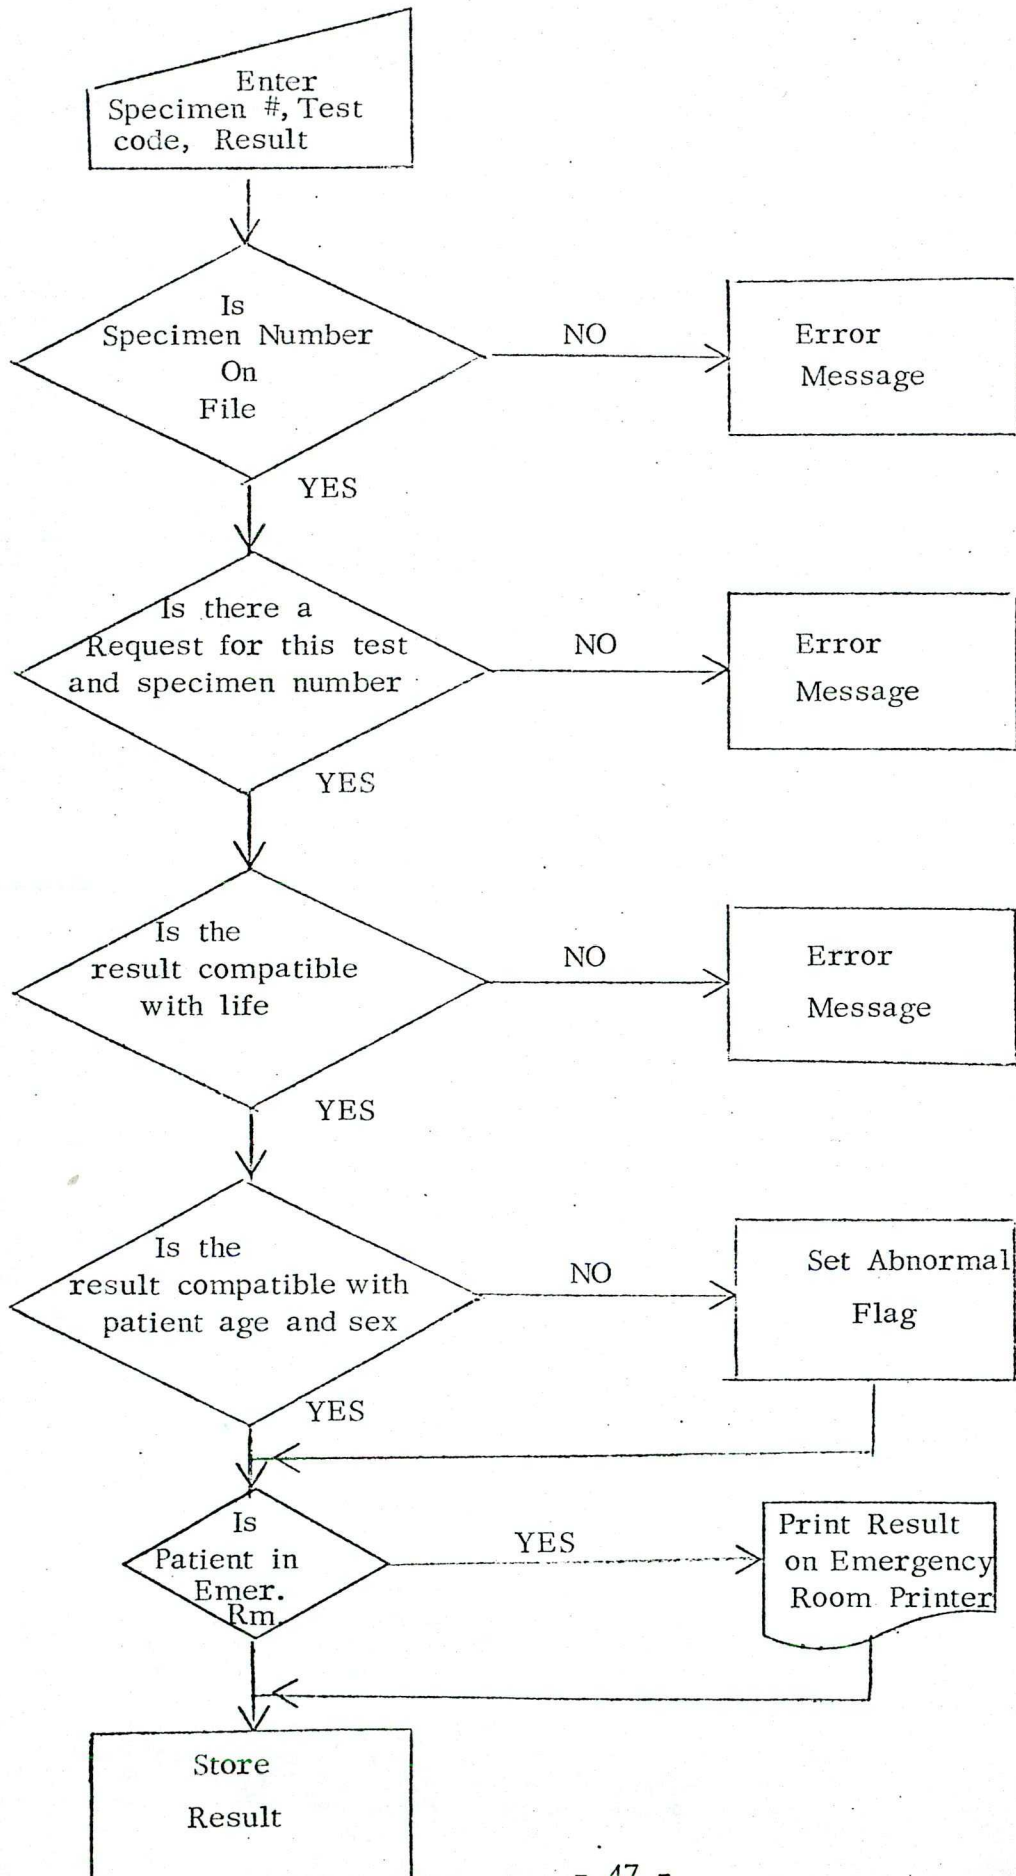 Enter
Specimen #, Test
code, Result
Is
Specimen Number
On
File
NO
Error
Message
YES
Is there a
Request for this test
and specimen number
NO
Error
Message
YES
Is the
result compatible
with life
NO
Error
Message
YES
Is the
result compatible with
patient age and sex
NO
Set Abnormal
Flag
YES
Is
Patient in
Emer.
Rm.
YES
Print Result
on Emergency
Room Printer
Store
Result
- 47 -